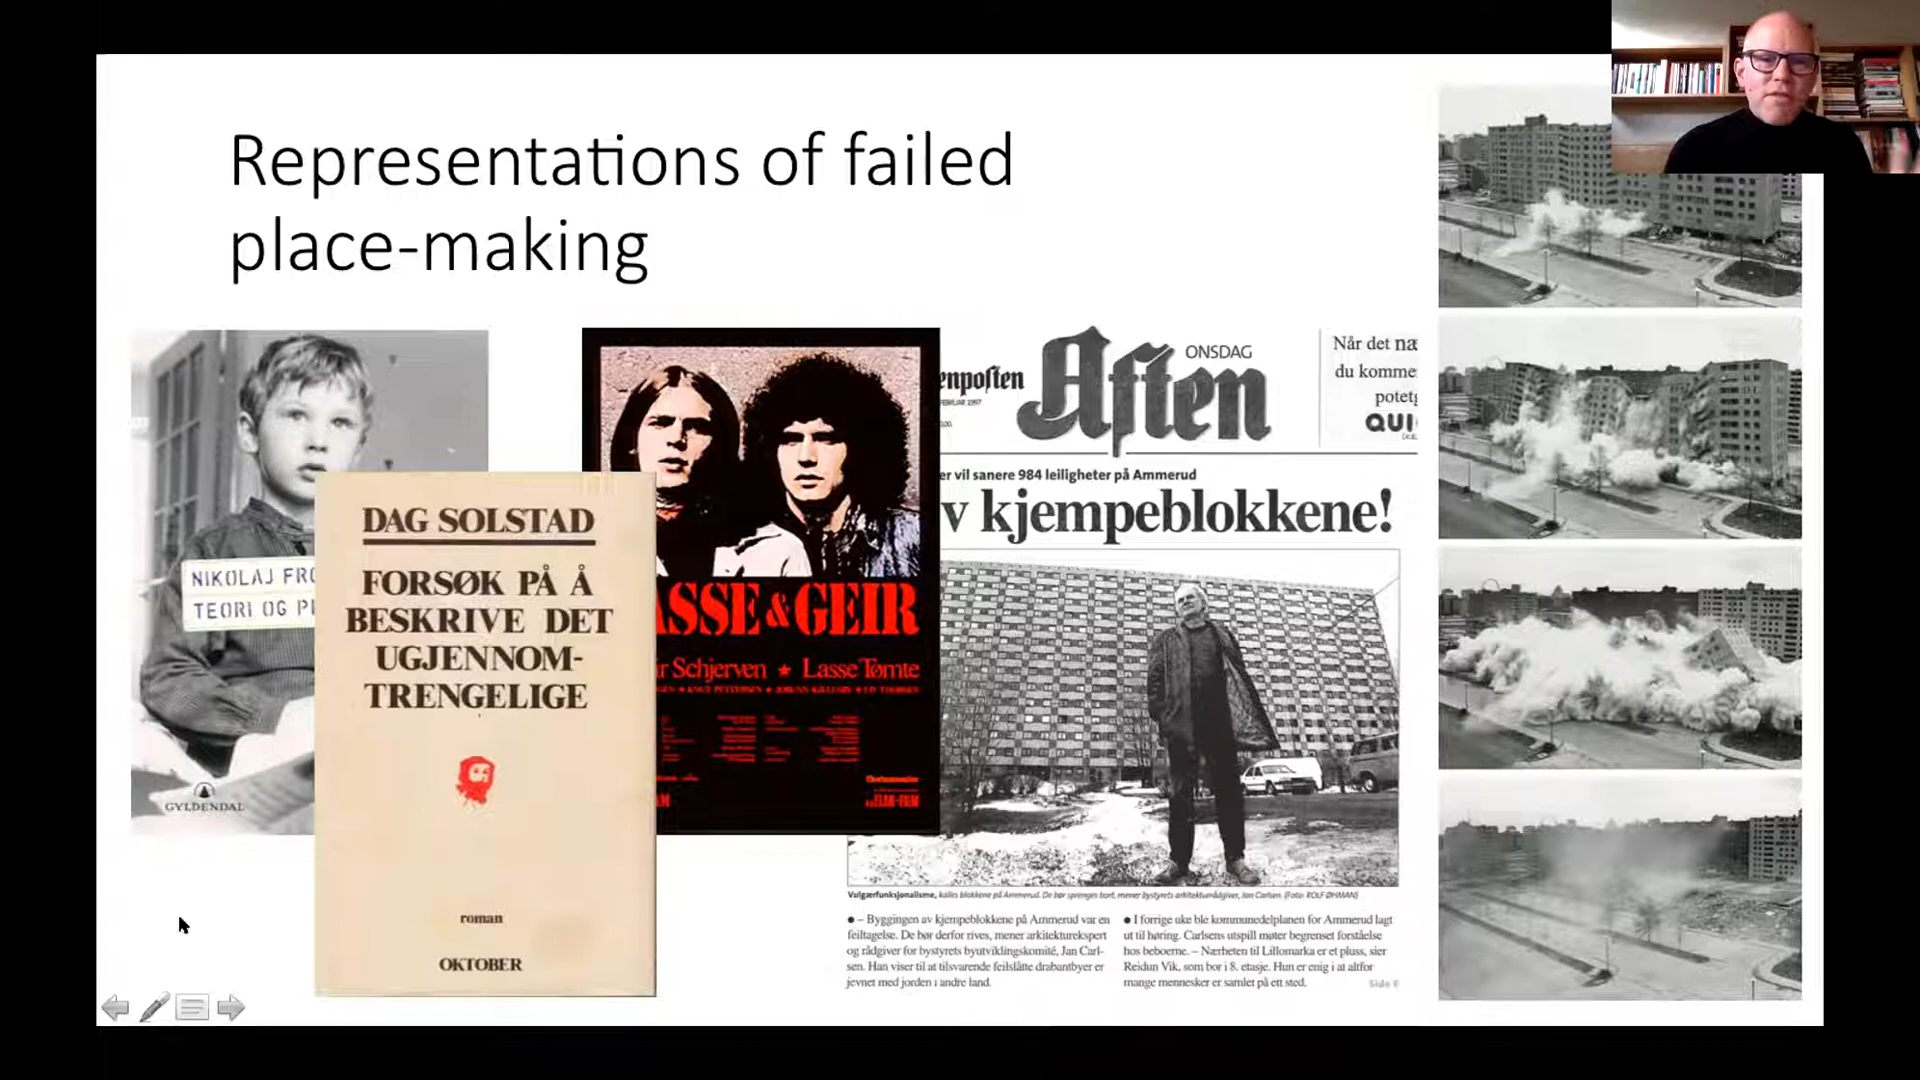 Representations of failed
place-making
NIKOLAJ FRO
TEORI OG P
GYLDENDAL
DAG SOLSTAD
FORSØK PÅ Å
BESKRIVE DET
UGJENNOM-
TRENGELIGE
roman
OKTOBER
ASSE & GEIR
r Schjerven ★ Lasse Tømte
enposten
Aften
ONSDAG
Når det næ
du komme
potetg
QUI
er vil sanere 984 leiligheter på Ammerud
v kjempeblokkene!
Vulgærfunksjonalisme, kalles blokkene på Ammerud. De bør sprenges bort, mener bystyrets arkitekturrådgiver, Jan Carlsen. (Foto: ROLF ØHMAN)
● – Byggingen av kjempeblokkene på Ammerud var en
feiltagelse. De bør derfor rives, mener arkitekturekspert
og rådgiver for bystyrets byutviklingskomité, Jan Carl-
sen. Han viser til at tilsvarende feilslåtte drabantbyer er
jevnet med jorden i andre land.
● I forrige uke ble kommunedelplanen for Ammerud lagt
ut til høring. Carlsens utspill møter begrenset forståelse
hos beboerne. – Nærheten til Lillomarka er et pluss, sier
Reidun Vik, som bor i 8. etasje. Hun er enig i at altfor
mange mennesker er samlet på ett sted.
Side 6